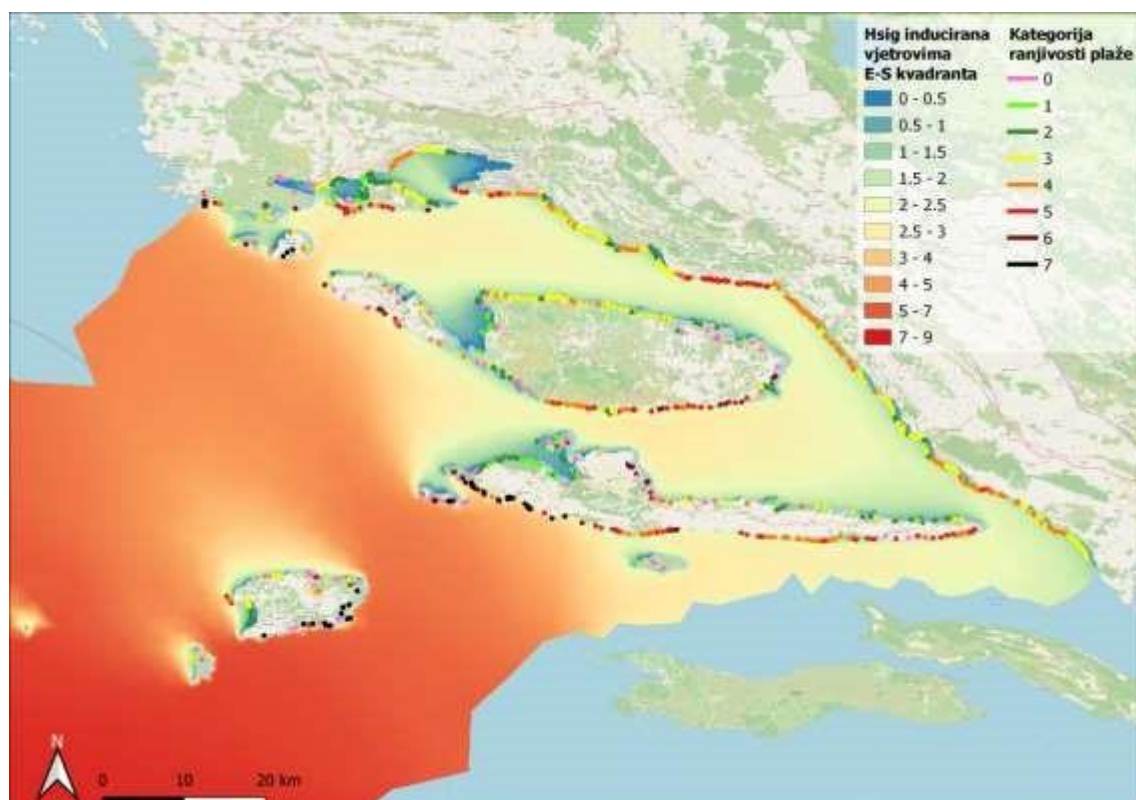 Hsig inducirana
vjetrovima
E-S kvadranta
0 - 0.5
0.5 - 1
1 - 1.5
1.5 - 2
2 - 2.5
2.5 - 3
3 - 4
4 - 5
5 - 7
7 - 9
Kategorija
ranjivosti plaže
0
1
2
3
4
5
6
7
N
0 10 20 km